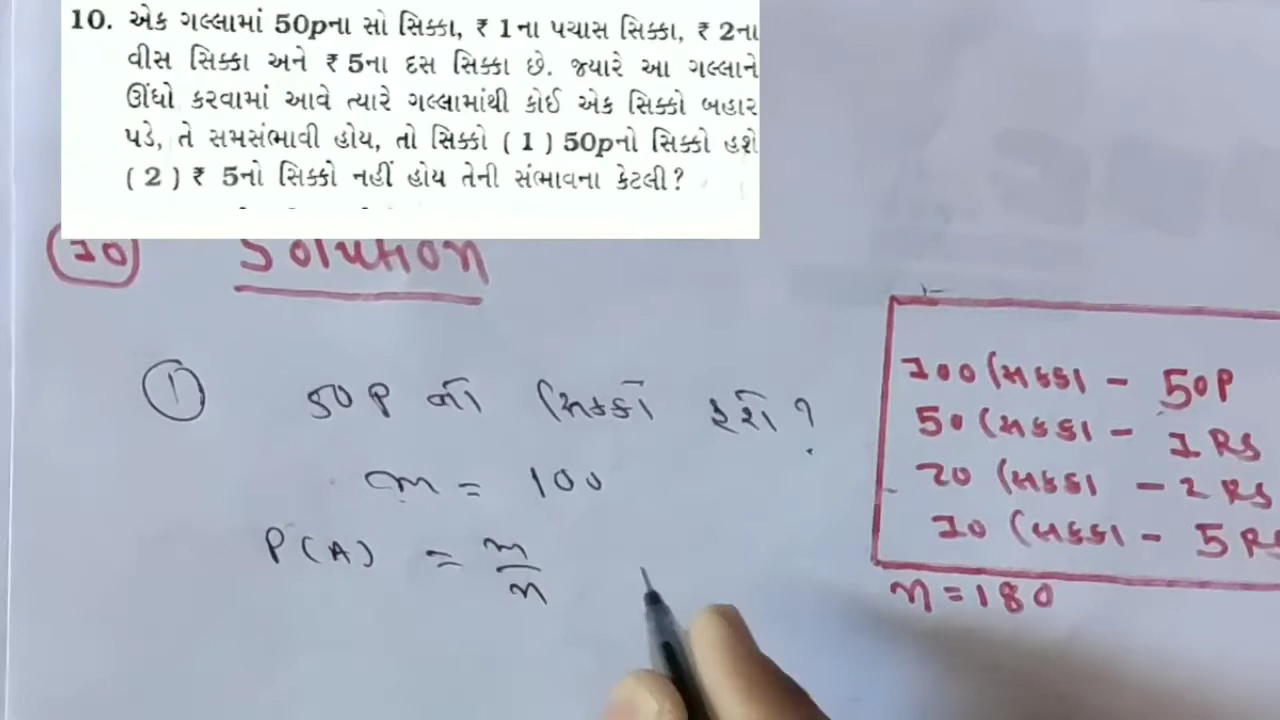 10. એક ગલ્લામાં 50pના સો સિક્કા, ₹ 1ના પચાસ સિક્કા, ₹ 2ના
વીસ સિક્કા અને ₹ 5ના દસ સિક્કા છે. જ્યારે આ ગલ્લાને
ઊંધો કરવામાં આવે ત્યારે ગલ્લામાંથી કોઈ એક સિક્કો બહાર
પડે, તે સમસંભાવી હોય, તો સિક્કો ( 1 ) 50pનો સિક્કો હશે
( 2 ) ₹ 5નો સિક્કો નહીં હોય તેની સંભાવના કેટલી?
10 Solution
1 50P નો સિક્કો હશે ?
m = 100
P(A) = m/n
100 સિક્કા - 50P
50 સિક્કા - 1 RS
20 સિક્કા - 2 RS
10 સિક્કા - 5 RS
n = 180